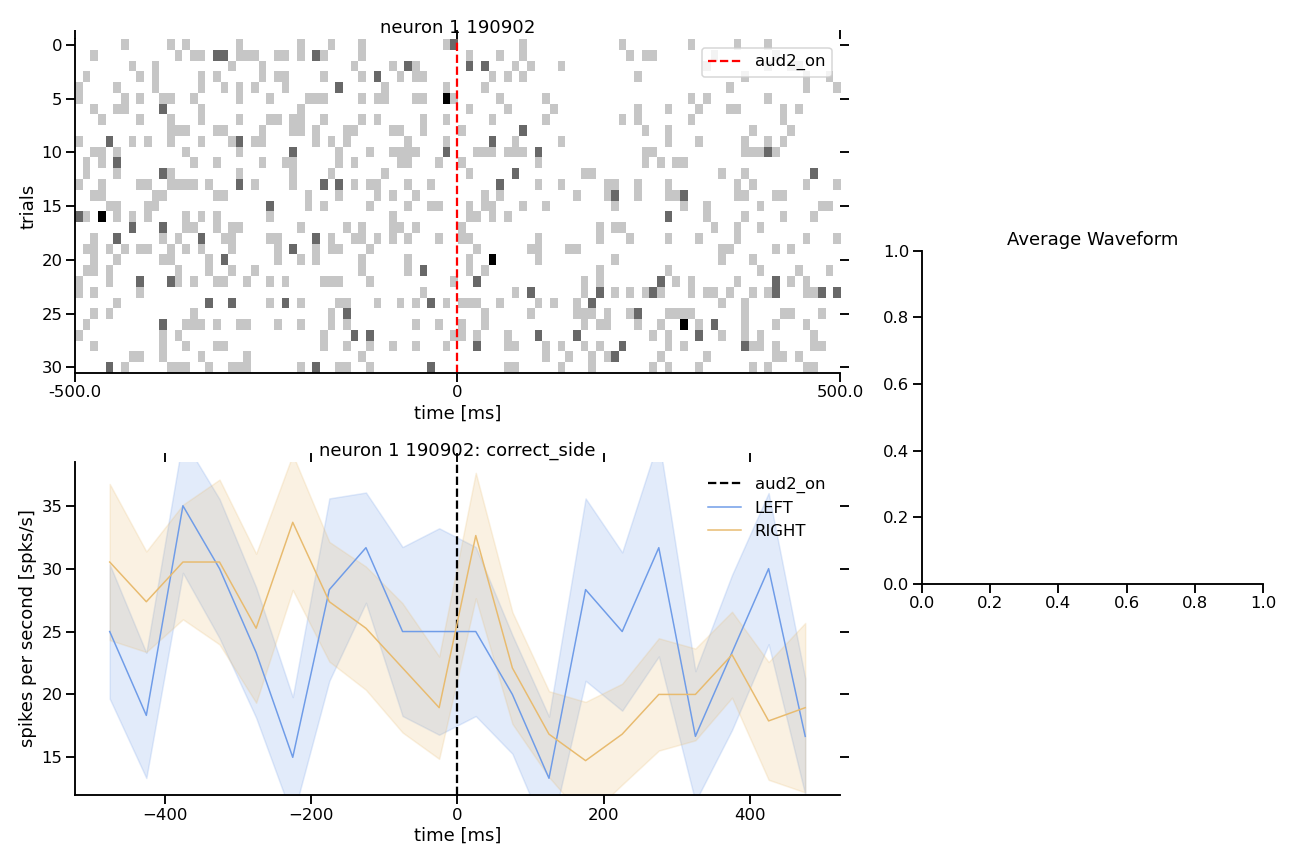 neuron 1 190902
aud2_on
trials
0
5
10
15
20
25
30
-500.0
0
500.0
time [ms]
neuron 1 190902: correct_side
aud2_on
LEFT
RIGHT
spikes per second [spks/s]
35
30
25
20
15
−400
−200
0
200
400
time [ms]
Average Waveform
1.0
0.8
0.6
0.4
0.2
0.0
0.0
0.2
0.4
0.6
0.8
1.0